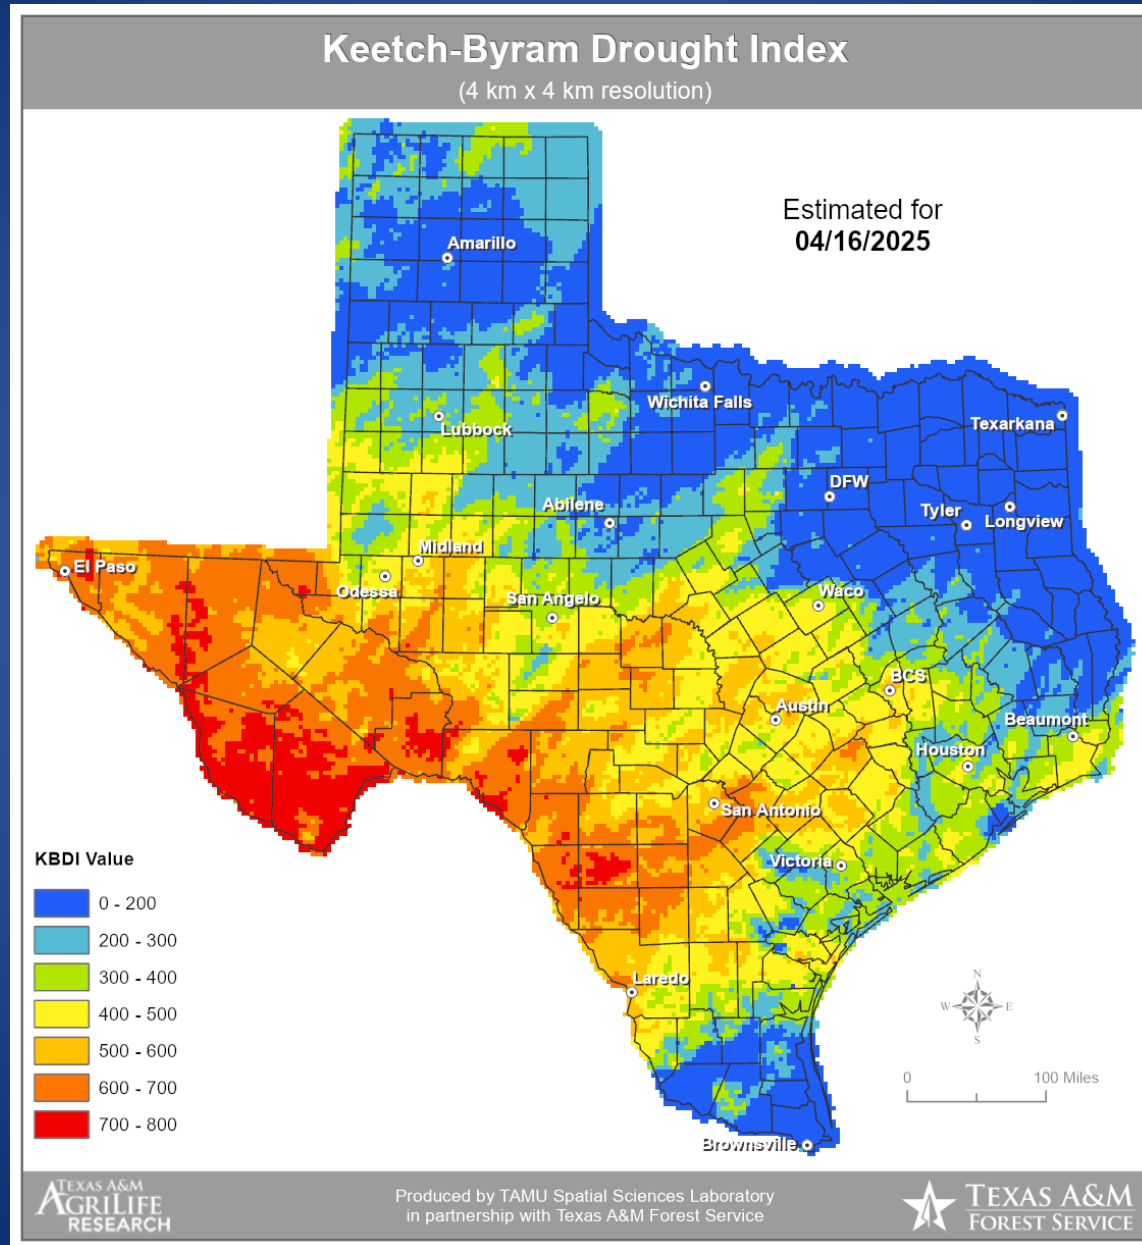 Keetch-Byram Drought Index
(4 km x 4 km resolution)
Estimated for
04/16/2025
Amarillo
Wichita Falls
Texarkana
Lubbock
DFW
Abilene
Tyler
Longview
Midland
El Paso
Odessa
San Angelo
Waco
BCS
Austin
Beaumont
Houston
San Antonio
Victoria
Laredo
Brownsville
KBDI Value
0 - 200
200 - 300
300 - 400
400 - 500
500 - 600
600 - 700
700 - 800
N
W E
S
0 100 Miles
TEXAS A&M
AGRILIFE
RESEARCH
Produced by TAMU Spatial Sciences Laboratory
in partnership with Texas A&M Forest Service
TEXAS A&M
FOREST SERVICE